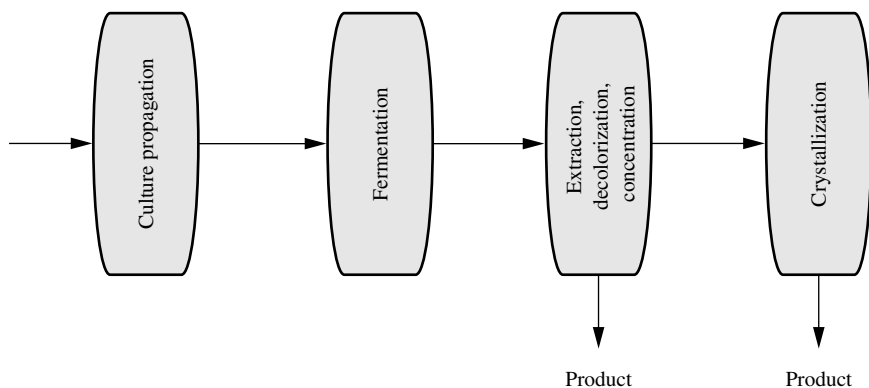 Culture propagation
Fermentation
Extraction,
decolorization,
concentration
Crystallization
Product
Product